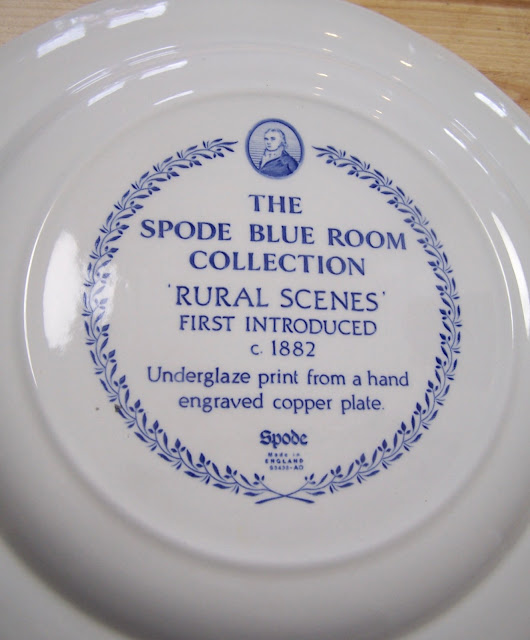 THE
SPODE BLUE ROOM
COLLECTION
'RURAL SCENES'
FIRST INTRODUCED
c. 1882
Underglaze print from a hand
engraved copper plate.
Spode
Made in
ENGLAND